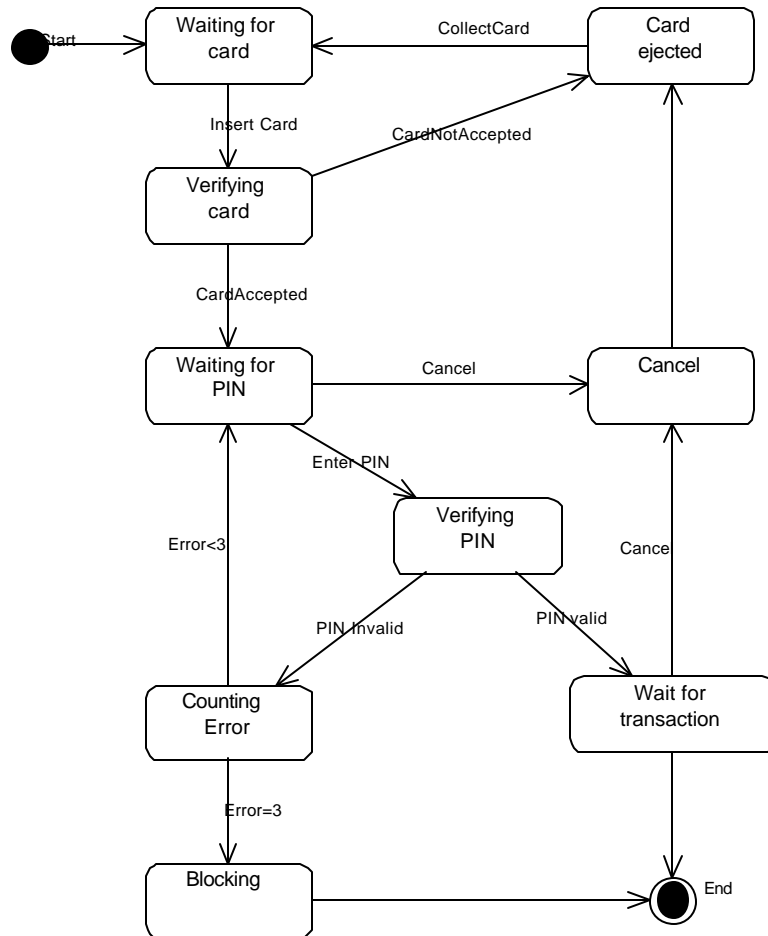 Start
Waiting for
card
CollectCard
Card
ejected
Insert Card
CardNotAccepted
Verifying
card
CardAccepted
Waiting for
PIN
Cancel
Cancel
Enter PIN
Verifying
PIN
Error<3
Cance
PIN Invalid
PIN valid
Counting
Error
Wait for
transaction
Error=3
Blocking
End